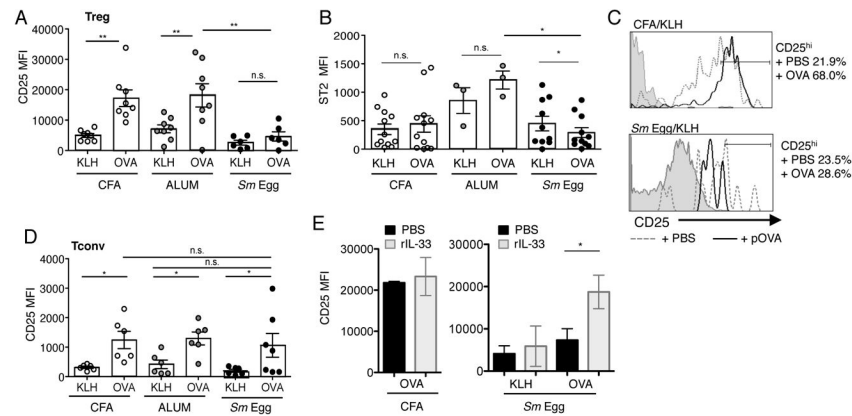 A
Treg
**
**
**
n.s.
CD25 MFI
40000
30000
20000
10000
0
KLH OVA KLH OVA KLH OVA
CFA ALUM Sm Egg
B
n.s.
n.s.
*
*
ST2 MFI
2000
1500
1000
500
0
KLH OVA KLH OVA KLH OVA
CFA ALUM Sm Egg
C
CFA/KLH
CD25hi
+ PBS 21.9%
+ OVA 68.0%
Sm Egg/KLH
CD25hi
+ PBS 23.5%
+ OVA 28.6%
CD25
+ PBS + pOVA
D
Tconv
n.s.
n.s.
*
*
*
CD25 MFI
4000
3000
2000
1000
0
KLH OVA KLH OVA KLH OVA
CFA ALUM Sm Egg
E
PBS
rIL-33
CD25 MFI
30000
20000
10000
0
OVA
CFA
PBS
rIL-33
*
30000
20000
10000
0
KLH OVA
Sm Egg